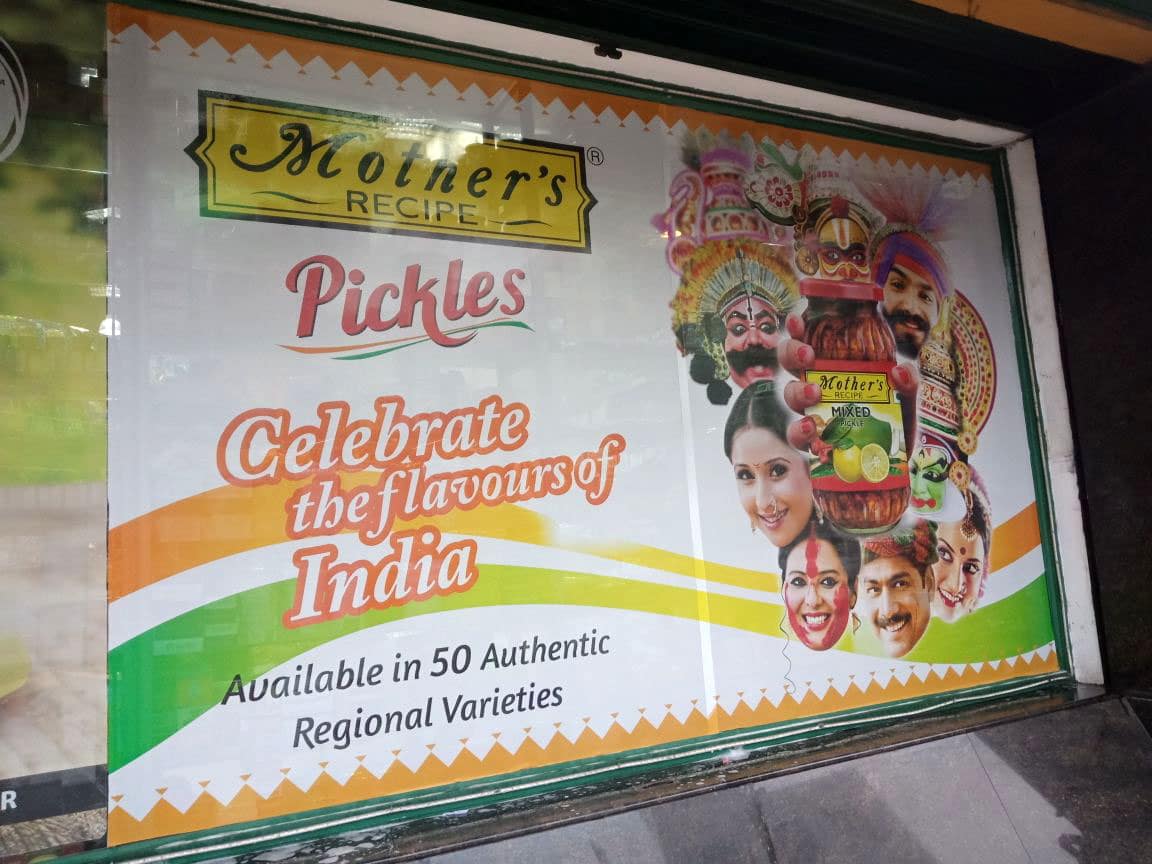 Mother's
RECIPE
®
Pickles
Celebrate
the flavours of
India
Available in 50 Authentic
Regional Varieties
Mother's
RECIPE
MIXED
PICKLE
R